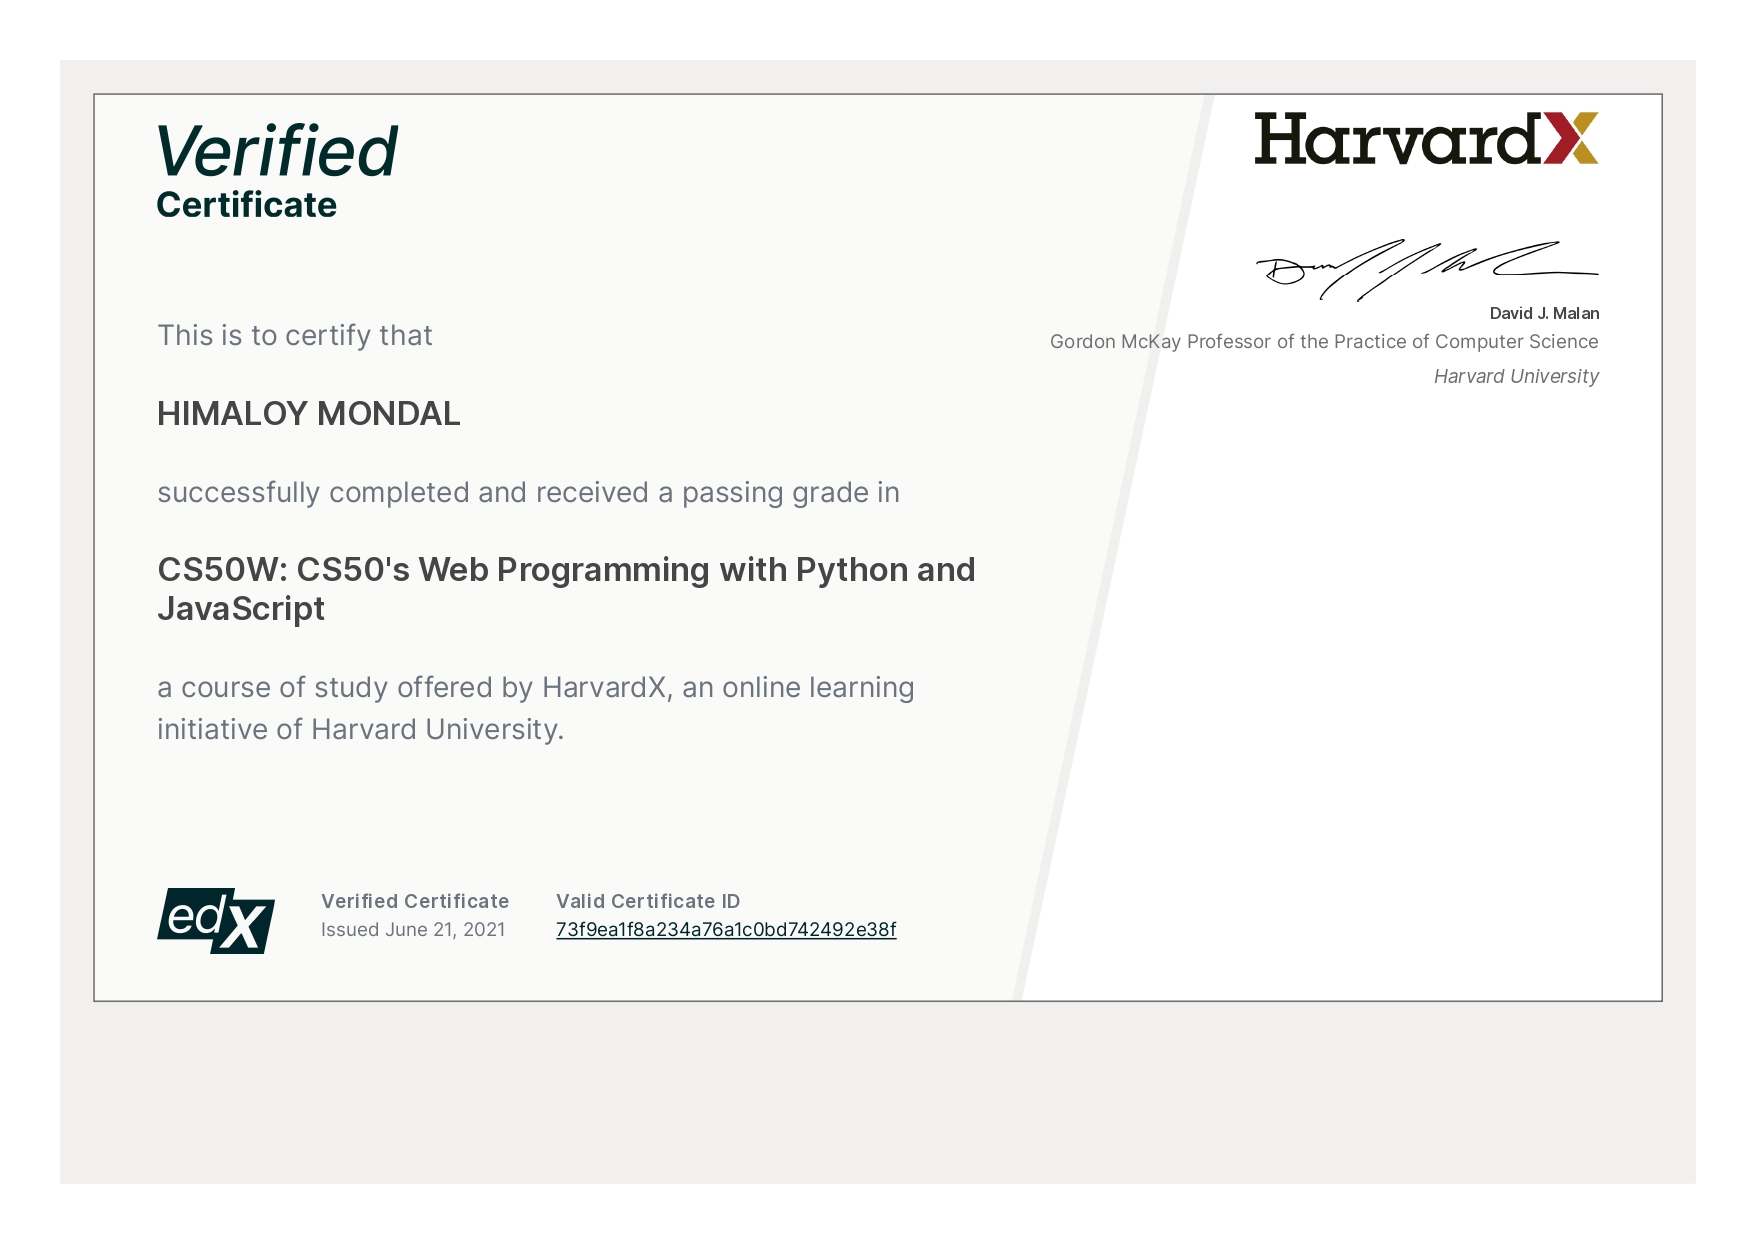 Verified
Certificate
HarvardX
David J. Malan
Gordon McKay Professor of the Practice of Computer Science
Harvard University
This is to certify that
HIMALOY MONDAL
successfully completed and received a passing grade in
CS50W: CS50's Web Programming with Python and
JavaScript
a course of study offered by HarvardX, an online learning
initiative of Harvard University.
edX
Verified Certificate
Issued June 21, 2021
Valid Certificate ID
73f9ea1f8a234a76a1c0bd742492e38f